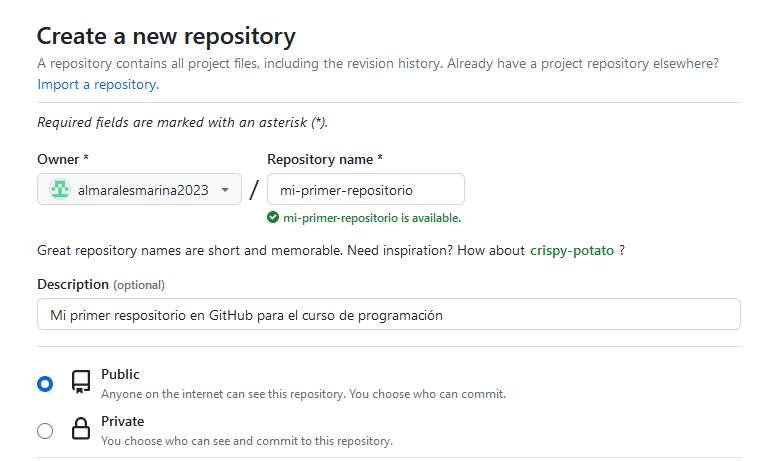 Create a new repository
A repository contains all project files, including the revision history. Already have a project repository elsewhere?
Import a repository.
Required fields are marked with an asterisk (*).
Owner *
Repository name *
almaralesmarina2023
/
mi-primer-repositorio
mi-primer-repositorio is available.
Great repository names are short and memorable. Need inspiration? How about crispy-potato ?
Description (optional)
Mi primer respositorio en GitHub para el curso de programación
Public
Anyone on the internet can see this repository. You choose who can commit.
Private
You choose who can see and commit to this repository.